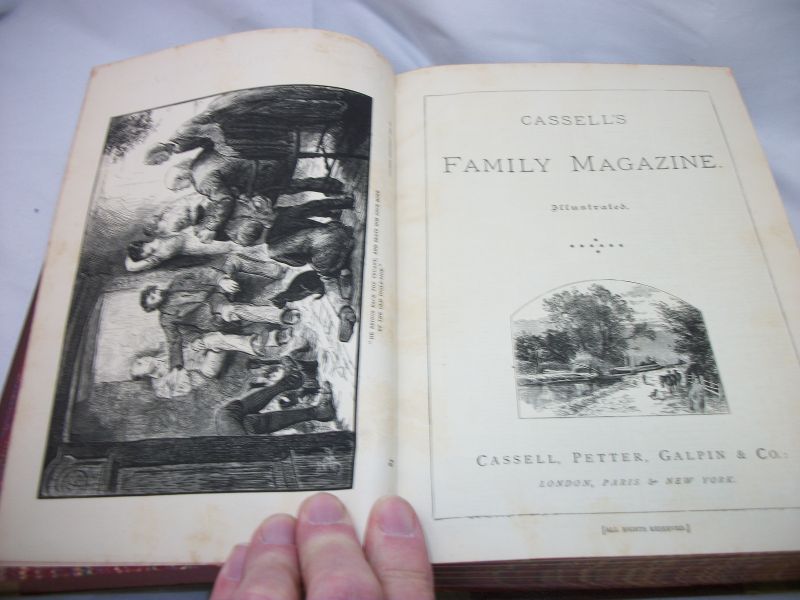 CASSELL'S
FAMILY MAGAZINE.
Illustrated.
CASSELL, PETTER, GALPIN & CO.:
LONDON, PARIS & NEW YORK.
[ALL RIGHTS RESERVED.]